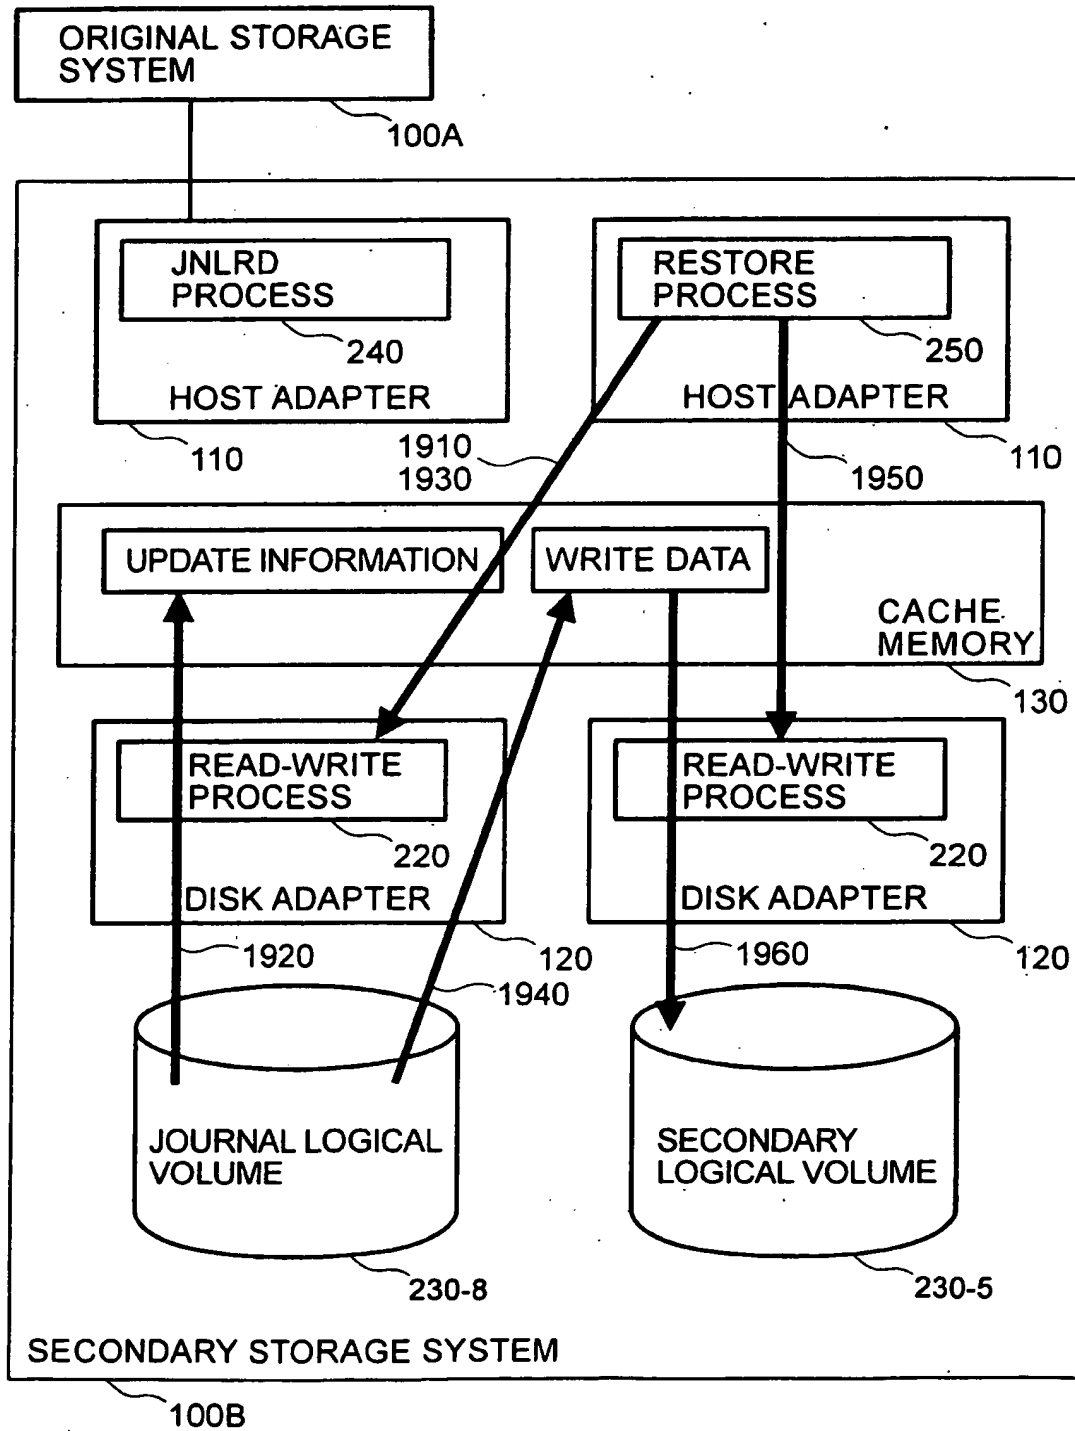 ORIGINAL STORAGE
SYSTEM
100A
JNLRD
PROCESS
240
HOST ADAPTER
110
RESTORE
PROCESS
250
HOST ADAPTER
110
1910
1930
1950
UPDATE INFORMATION
WRITE DATA
CACHE
MEMORY
130
READ-WRITE
PROCESS
220
DISK ADAPTER
120
READ-WRITE
PROCESS
220
DISK ADAPTER
120
1920
1940
1960
JOURNAL LOGICAL
VOLUME
230-8
SECONDARY
LOGICAL VOLUME
230-5
SECONDARY STORAGE SYSTEM
100B